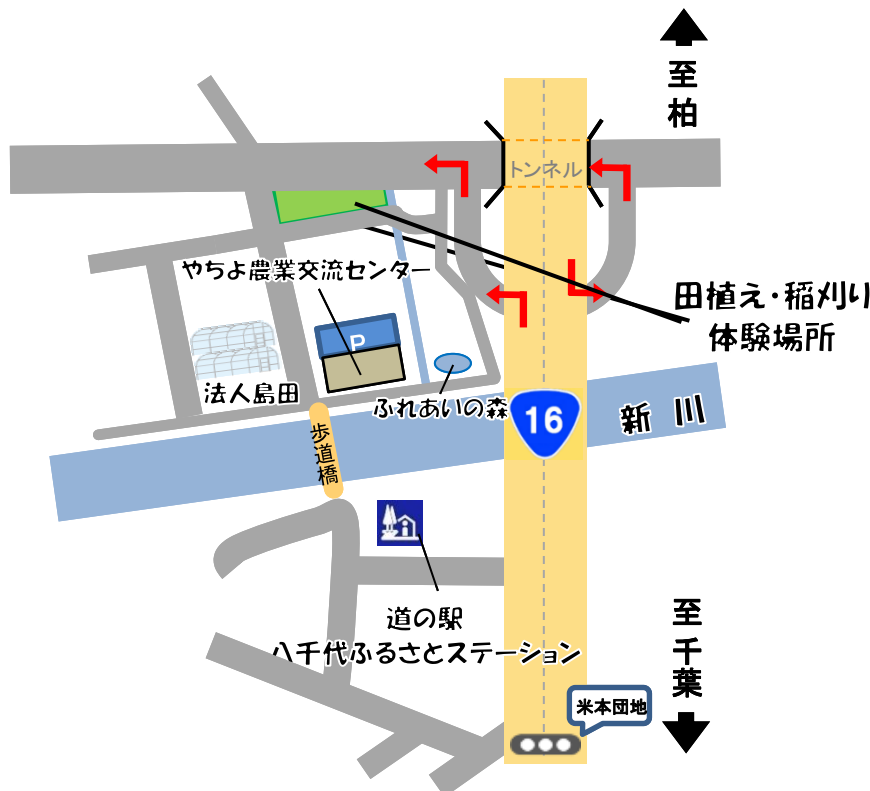 至柏
トンネル
やちよ農業交流センター
田植え・稲刈り
体験場所
P
法人島田
ふれあいの森
16
新川
歩道橋
道の駅
八千代ふるさとステーション
至千葉
米本団地